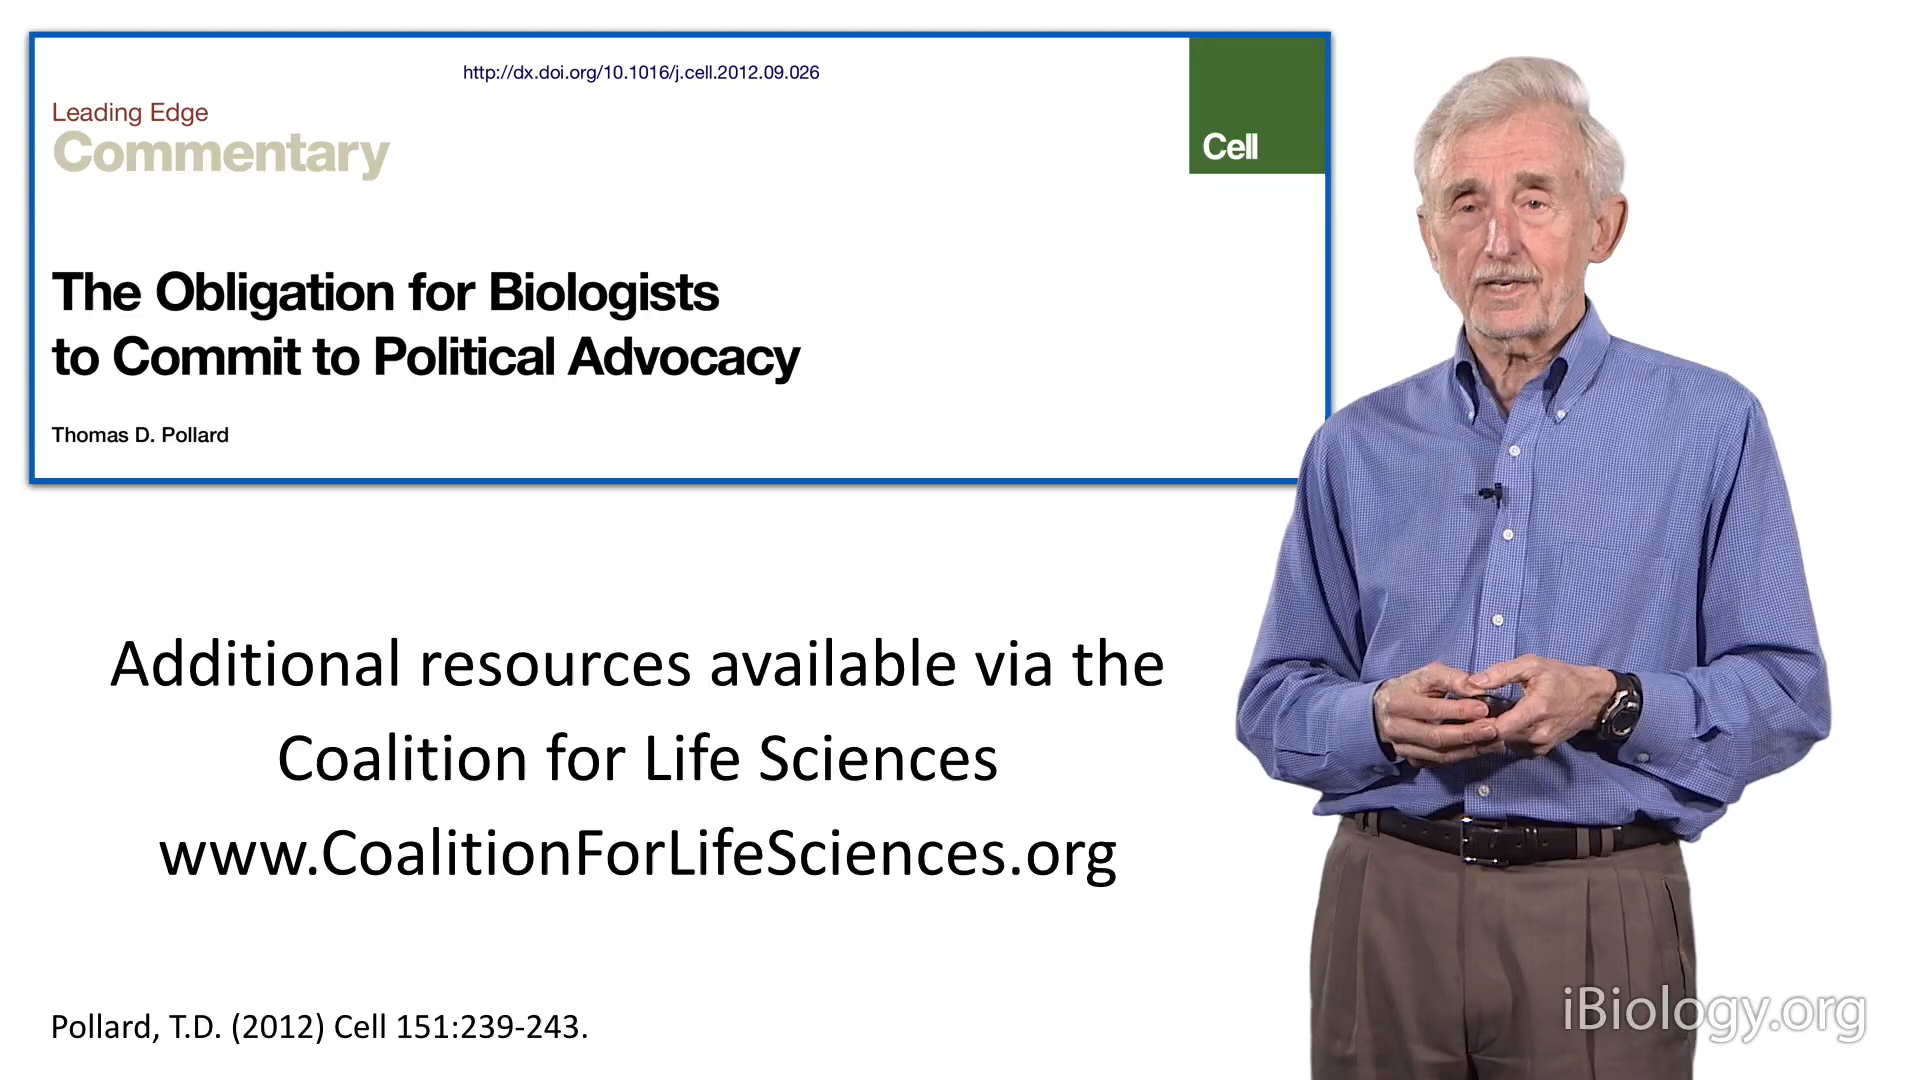 http://dx.doi.org/10.1016/j.cell.2012.09.026
Leading Edge
Commentary
Cell
The Obligation for Biologists
to Commit to Political Advocacy
Thomas D. Pollard
Additional resources available via the
Coalition for Life Sciences
www.CoalitionForLifeSciences.org
Pollard, T.D. (2012) Cell 151:239-243.
iBiology.org